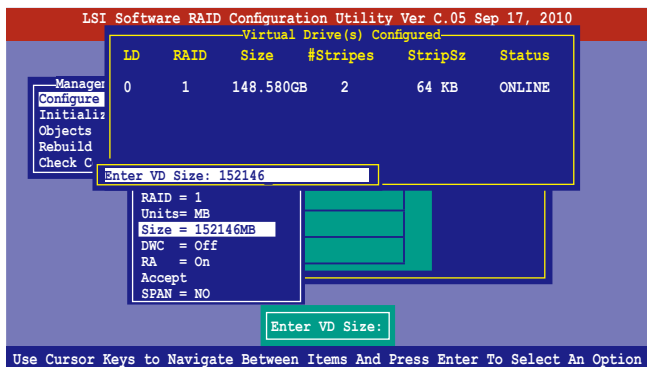 LSI Software RAID Configuration Utility Ver C.05 Sep 17, 2010
Virtual Drive(s) Configured
LD RAID Size #Stripes StripSz Status
0 1 148.580GB 2 64 KB ONLINE
Configure
Objects
Rebuild
Check C
Enter VD Size: 152146_
RAID = 1
Units= MB
Size = 152146MB
DWC = Off
RA = On
Accept
SPAN = NO
Enter VD Size:
Use Cursor Keys to Navigate Between Items And Press Enter To Select An Option